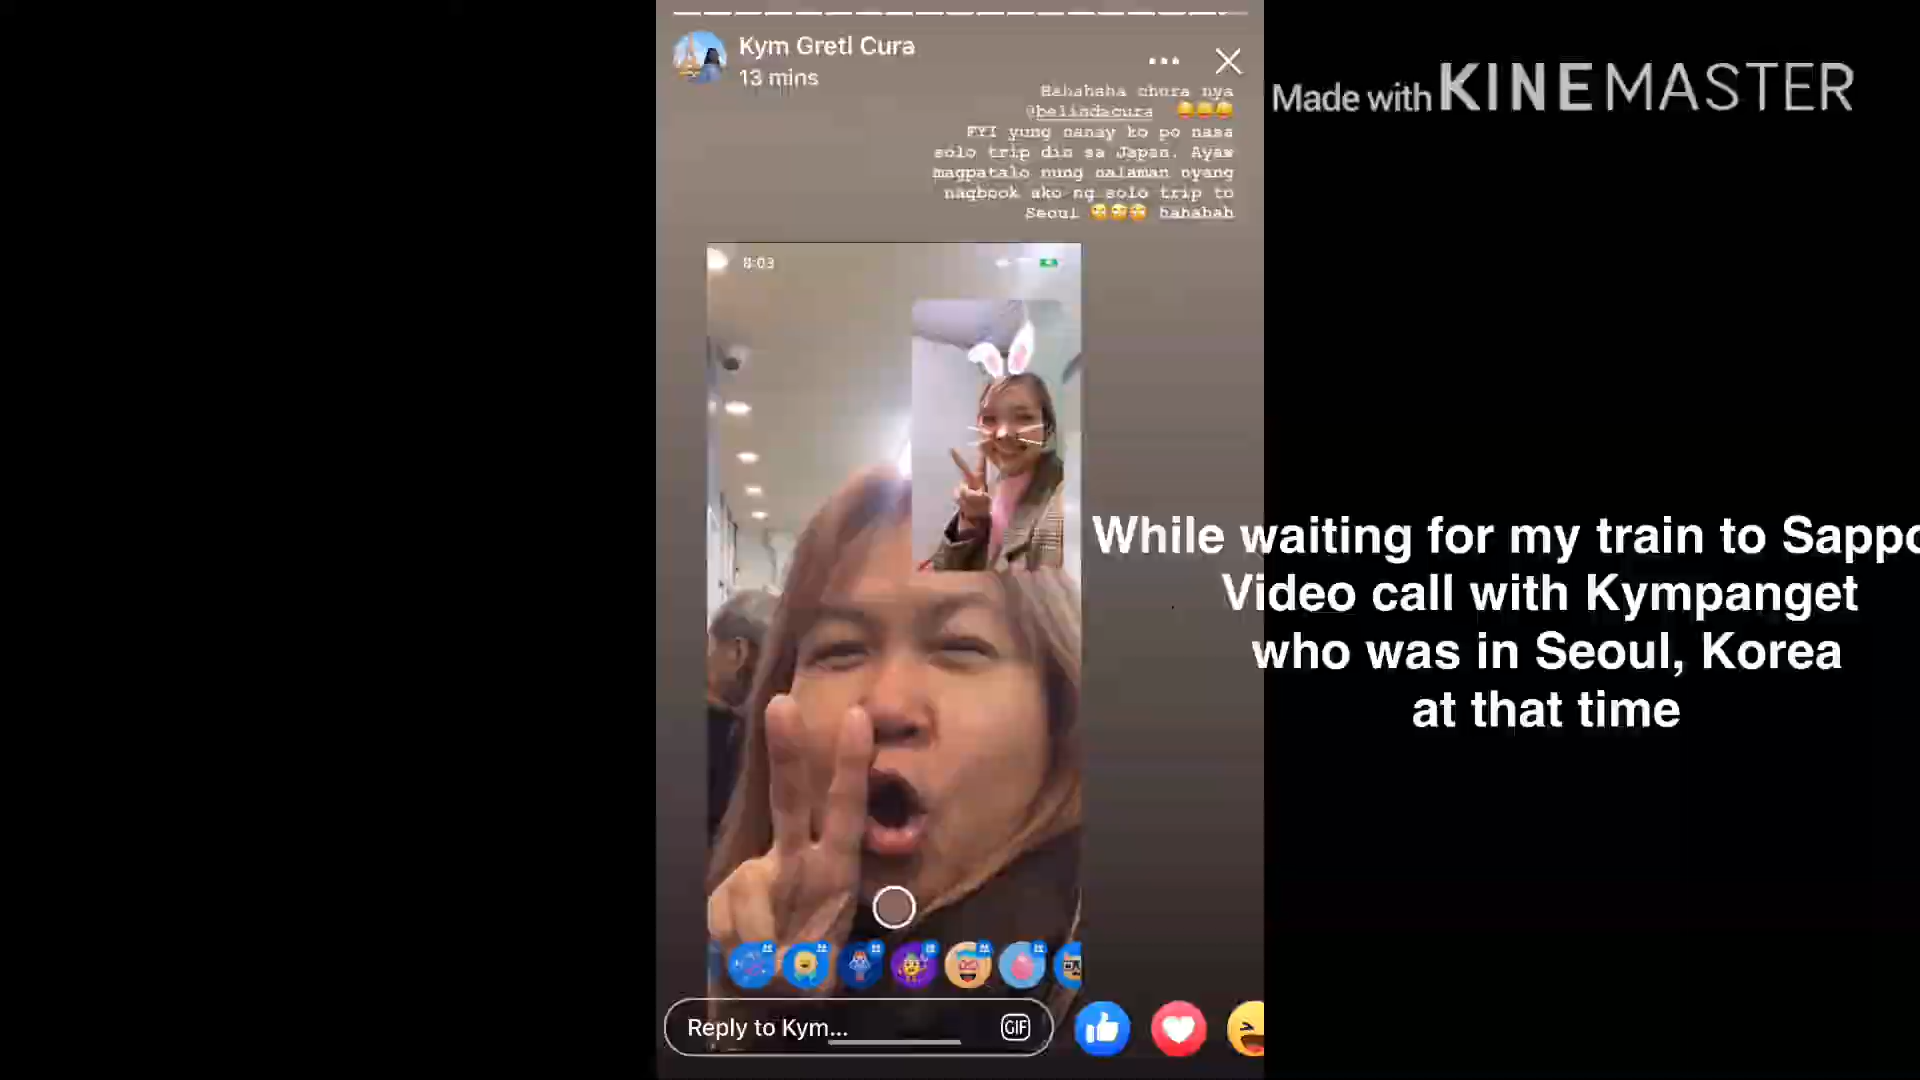 Kym Gretl Cura
13 mins
Made with KINEMASTER
Hahahaha chura nya
@belindacura
FYI yung nanay ko po nasa
solo trip din sa Japan. Ayaw
magpatalo nung nalaman nyang
nagbook ako ng solo trip to
Seoul hahahah
8:03
While waiting for my train to Sappo
Video call with Kympanget
who was in Seoul, Korea
at that time
Reply to Kym...
GIF